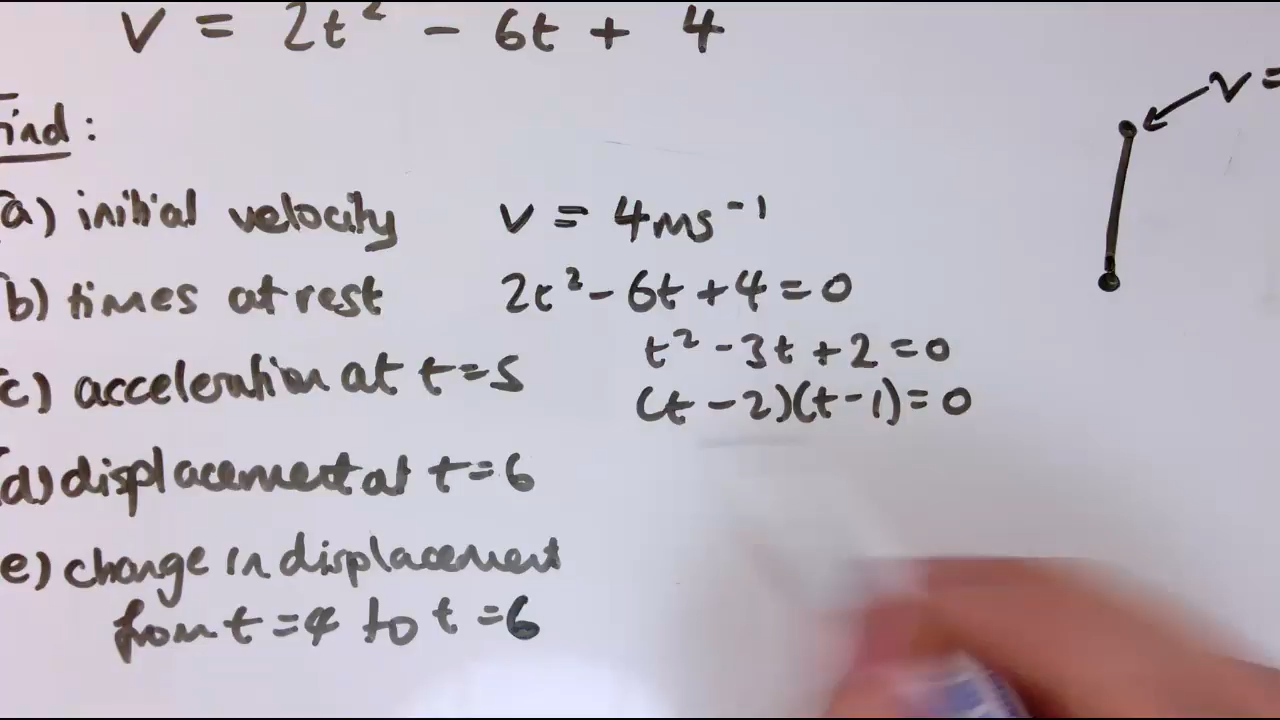 v = 2t² - 6t + 4
v =
Find:
(a) initial velocity v = 4ms⁻¹
(b) times at rest 2t² - 6t + 4 = 0
t² - 3t + 2 = 0
(c) acceleration at t = 5
(t - 2)(t - 1) = 0
(d) displacement at t = 6
(e) change in displacement
from t = 4 to t = 6